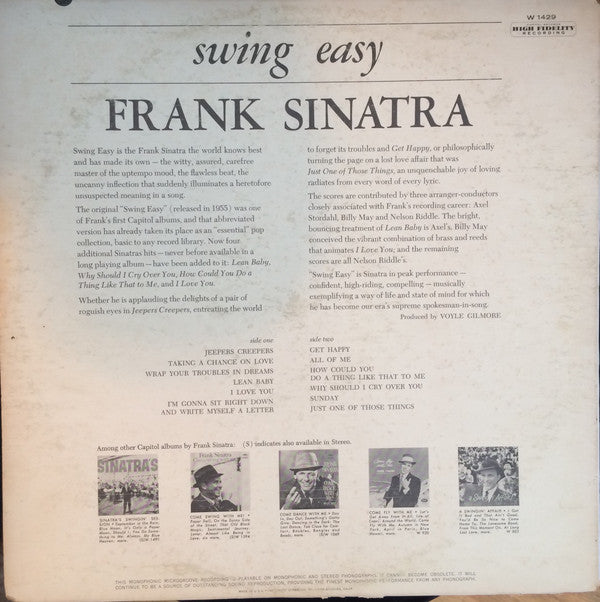 W 1429
HIGH FIDELITY
RECORDING
swing easy
FRANK SINATRA
Swing Easy is the Frank Sinatra the world knows best
and has made its own — the witty, assured, carefree
master of the uptempo mood, the flawless beat, the
uncanny inflection that suddenly illuminates a heretofore
unsuspected meaning in a song.
The original "Swing Easy" (released in 1955) was one
of Frank's first Capitol albums, and that abbreviated
version has already taken its place as an "essential" pop
collection, basic to any record library. Now four
additional Sinatras hits — never before available in a
long playing album — have been added to it: Lean Baby,
Why Should I Cry Over You, How Could You Do a
Thing Like That to Me, and I Love You
Whether he is applauding the delights of a pair of
roguish eyes in Jeepers Creepers, entreating the world
to forget its troubles and Get Happy, or philosophically
turning the page on a lost love affair that was
Just One of Those Things, an unquenchable joy of loving
radiates from every word of every lyric.
The scores are contributed by three arranger-conductors
closely associated with Frank's recording career: Axel
Stordahl, Billy May and Nelson Riddle. The bright,
bouncing treatment of Lean Baby is Axel's, Billy May
conceived the vibrant combination of brass and reeds
that animates I Love You; and the remaining
scores are all Nelson Riddle's.
"Swing Easy" is Sinatra in peak performance —
confident, high-riding, compelling — musically
exemplifying a way of life and state of mind for which
he has become our era's supreme spokesman-in-song.
Produced by VOYLE GILMORE
side one
JEEPERS CREEPERS
TAKING A CHANCE ON LOVE
WRAP YOUR TROUBLES IN DREAMS
LEAN BABY
I LOVE YOU
I'M GONNA SIT RIGHT DOWN
AND WRITE MYSELF A LETTER
side two
GET HAPPY
ALL OF ME
HOW COULD YOU
DO A THING LIKE THAT TO ME
WHY SHOULD I CRY OVER YOU
SUNDAY
JUST ONE OF THOSE THINGS
Among other Capitol albums by Frank Sinatra: (S) indicates also available in Stereo.
SINATRA'S
Frank Sinatra
SINATRA'S SWINGIN' SES-
SION
COME SWING WITH ME!
COME DANCE WITH ME
COME FLY WITH ME
A SWINGIN' AFFAIR
THIS MONOPHONIC MICROGROOVE RECORDING IS PLAYABLE ON MONOPHONIC AND STEREO PHONOGRAPHS. IT CANNOT BECOME OBSOLETE. IT WILL
CONTINUE TO BE A SOURCE OF OUTSTANDING SOUND REPRODUCTION, PROVIDING THE FINEST MONOPHONIC PERFORMANCE FROM ANY PHONOGRAPH.